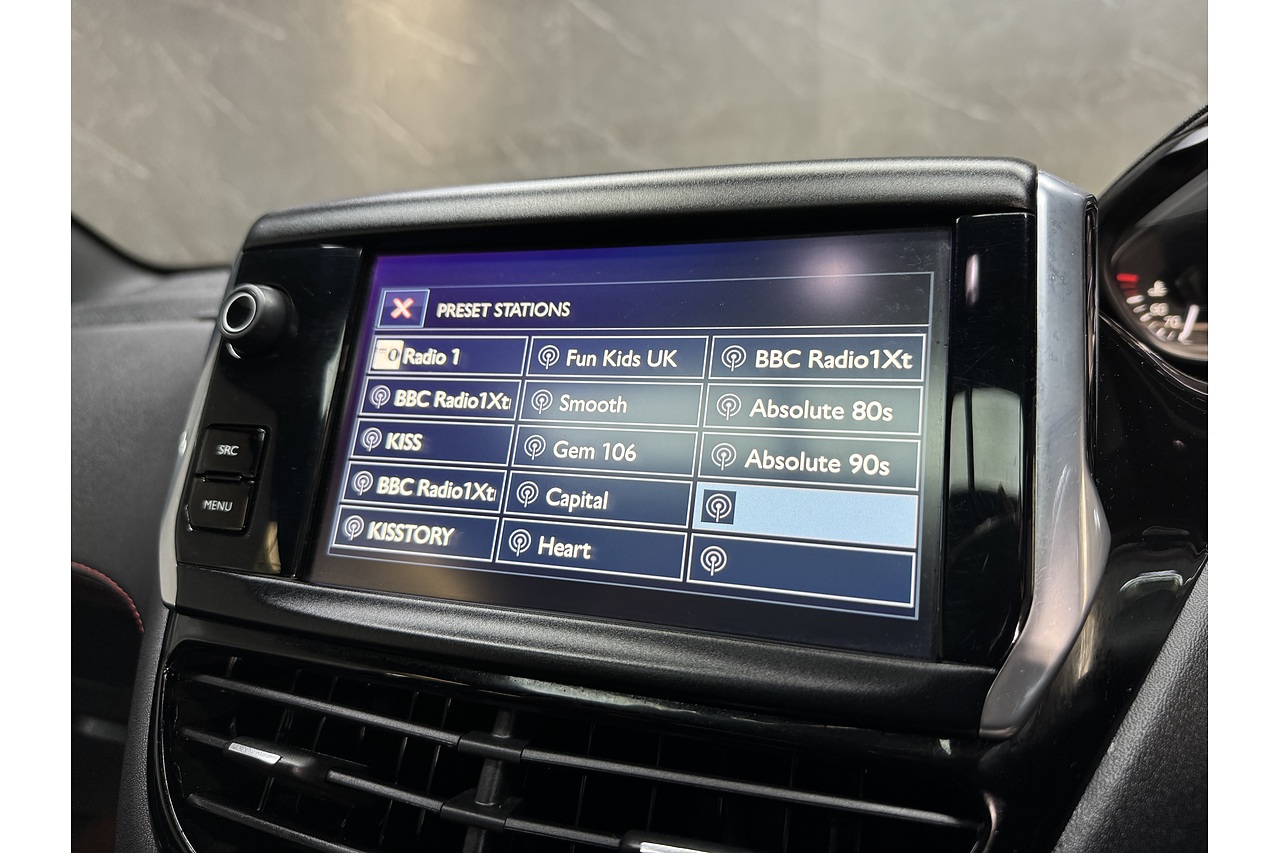 PRESET STATIONS
Radio 1
Fun Kids UK
BBC Radio1Xt
BBC Radio1Xt
Smooth
Absolute 80s
KISS
Gem 106
Absolute 90s
BBC Radio1Xt
Capital
KISSTORY
Heart
SRC
MENU